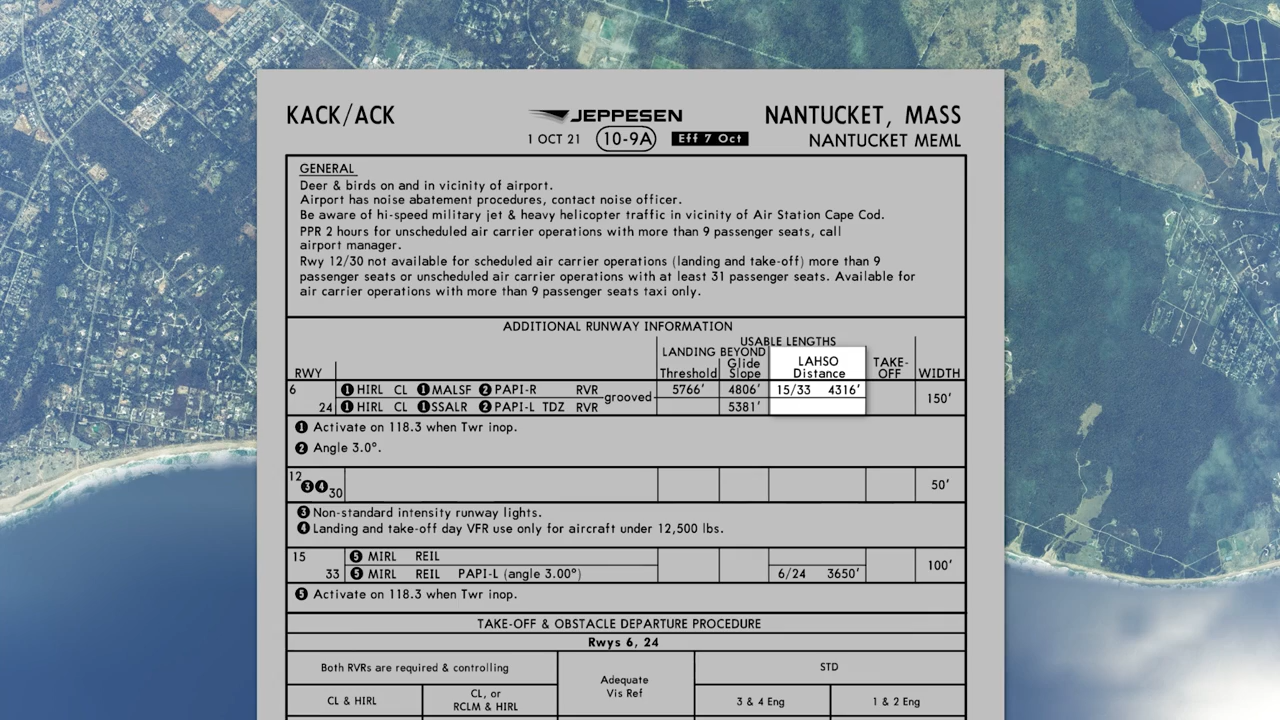 KACK/ACK
JEPPESEN
NANTUCKET, MASS
1 OCT 21 10-9A Eff 7 Oct
NANTUCKET MEML
GENERAL
Deer & birds on and in vicinity of airport.
Airport has noise abatement procedures, contact noise officer.
Be aware of hi-speed military jet & heavy helicopter traffic in vicinity of Air Station Cape Cod.
PPR 2 hours for unscheduled air carrier operations with more than 9 passenger seats, call
airport manager.
Rwy 12/30 not available for scheduled air carrier operations (landing and take-off) more than 9
passenger seats or unscheduled air carrier operations with at least 31 passenger seats. Available for
air carrier operations with more than 9 passenger seats taxi only.
ADDITIONAL RUNWAY INFORMATION
USABLE LENGTHS
LANDING BEYOND
RWY
Threshold
Glide
Slope
LAHSO
Distance
TAKE-
OFF
WIDTH
6 1 HIRL CL 1 MALSF 2 PAPI-R RVR 5766' 4806' 15/33 4316'
grooved 150'
24 1 HIRL CL 1 SSALR 2 PAPI-L TDZ RVR 5381'
1 Activate on 118.3 when Twr inop.
2 Angle 3.0°.
12 3 4 30 50'
3 Non-standard intensity runway lights.
4 Landing and take-off day VFR use only for aircraft under 12,500 lbs.
15 5 MIRL REIL
100'
33 5 MIRL REIL PAPI-L (angle 3.00°) 6/24 3650'
5 Activate on 118.3 when Twr inop.
TAKE-OFF & OBSTACLE DEPARTURE PROCEDURE
Rwys 6, 24
Both RVRs are required & controlling
Adequate
Vis Ref
STD
CL & HIRL
CL, or
RCLM & HIRL
3 & 4 Eng
1 & 2 Eng